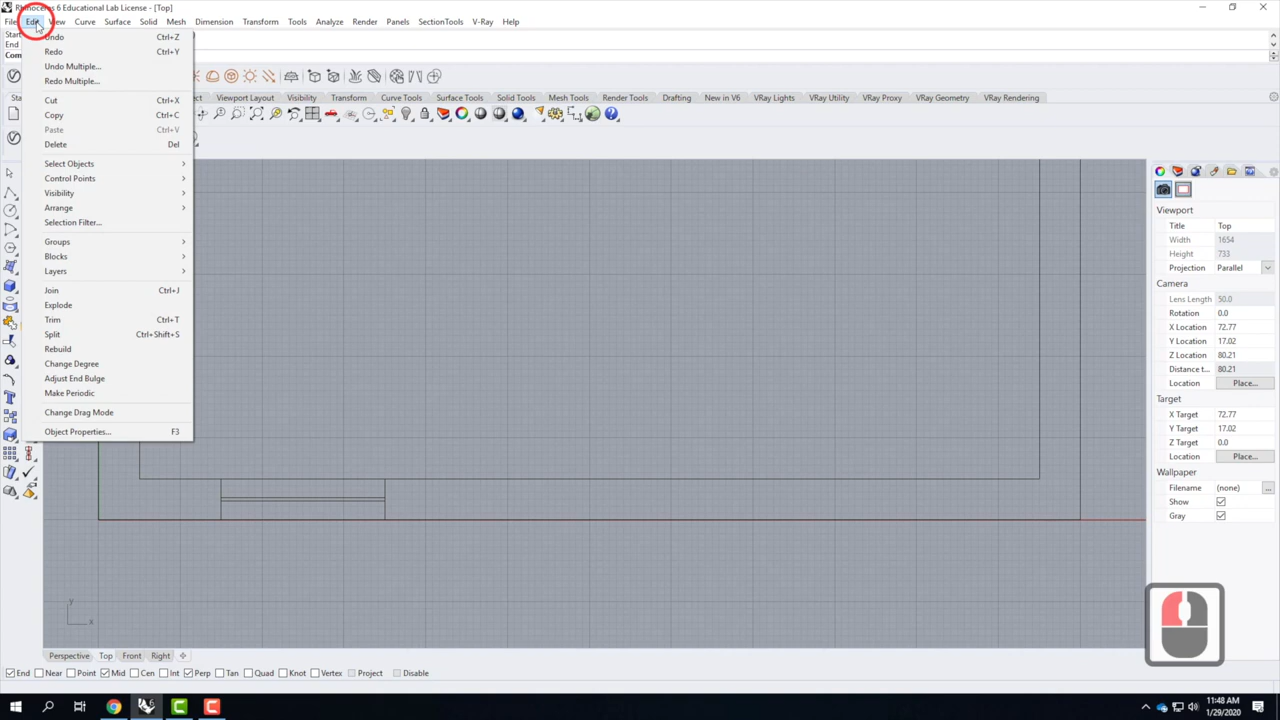 Rhinoceros 6 Educational Lab License - [Top]
File Edit View Curve Surface Solid Mesh Dimension Transform Tools Analyze Render Panels SectionTools V-Ray Help
Undo Ctrl+Z
Redo Ctrl+Y
Undo Multiple...
Redo Multiple...
Cut Ctrl+X
Copy Ctrl+C
Paste Ctrl+V
Delete Del
Select Objects
Control Points
Visibility
Arrange
Selection Filter...
Groups
Blocks
Layers
Join Ctrl+J
Explode
Trim Ctrl+T
Split Ctrl+Shift+S
Rebuild
Change Degree
Adjust End Bulge
Make Periodic
Change Drag Mode
Object Properties... F3
Viewport Layout Visibility Transform Curve Tools Surface Tools Solid Tools Mesh Tools Render Tools Drafting New in V6 VRay Lights VRay Utility VRay Proxy VRay Geometry VRay Rendering
Viewport
Title Top
Width 1654
Height 733
Projection Parallel
Camera
Lens Length 50.0
Rotation 0.0
X Location 72.77
Y Location 17.02
Z Location 80.21
Distance t... 80.21
Location Place...
Target
X Target 72.77
Y Target 17.02
Z Target 0.0
Location Place...
Wallpaper
Filename (none) ...
Show
Gray
y
x
Perspective Top Front Right
End Near Point Mid Cen Int Perp Tan Quad Knot Vertex Project Disable
11:48 AM
1/29/2020